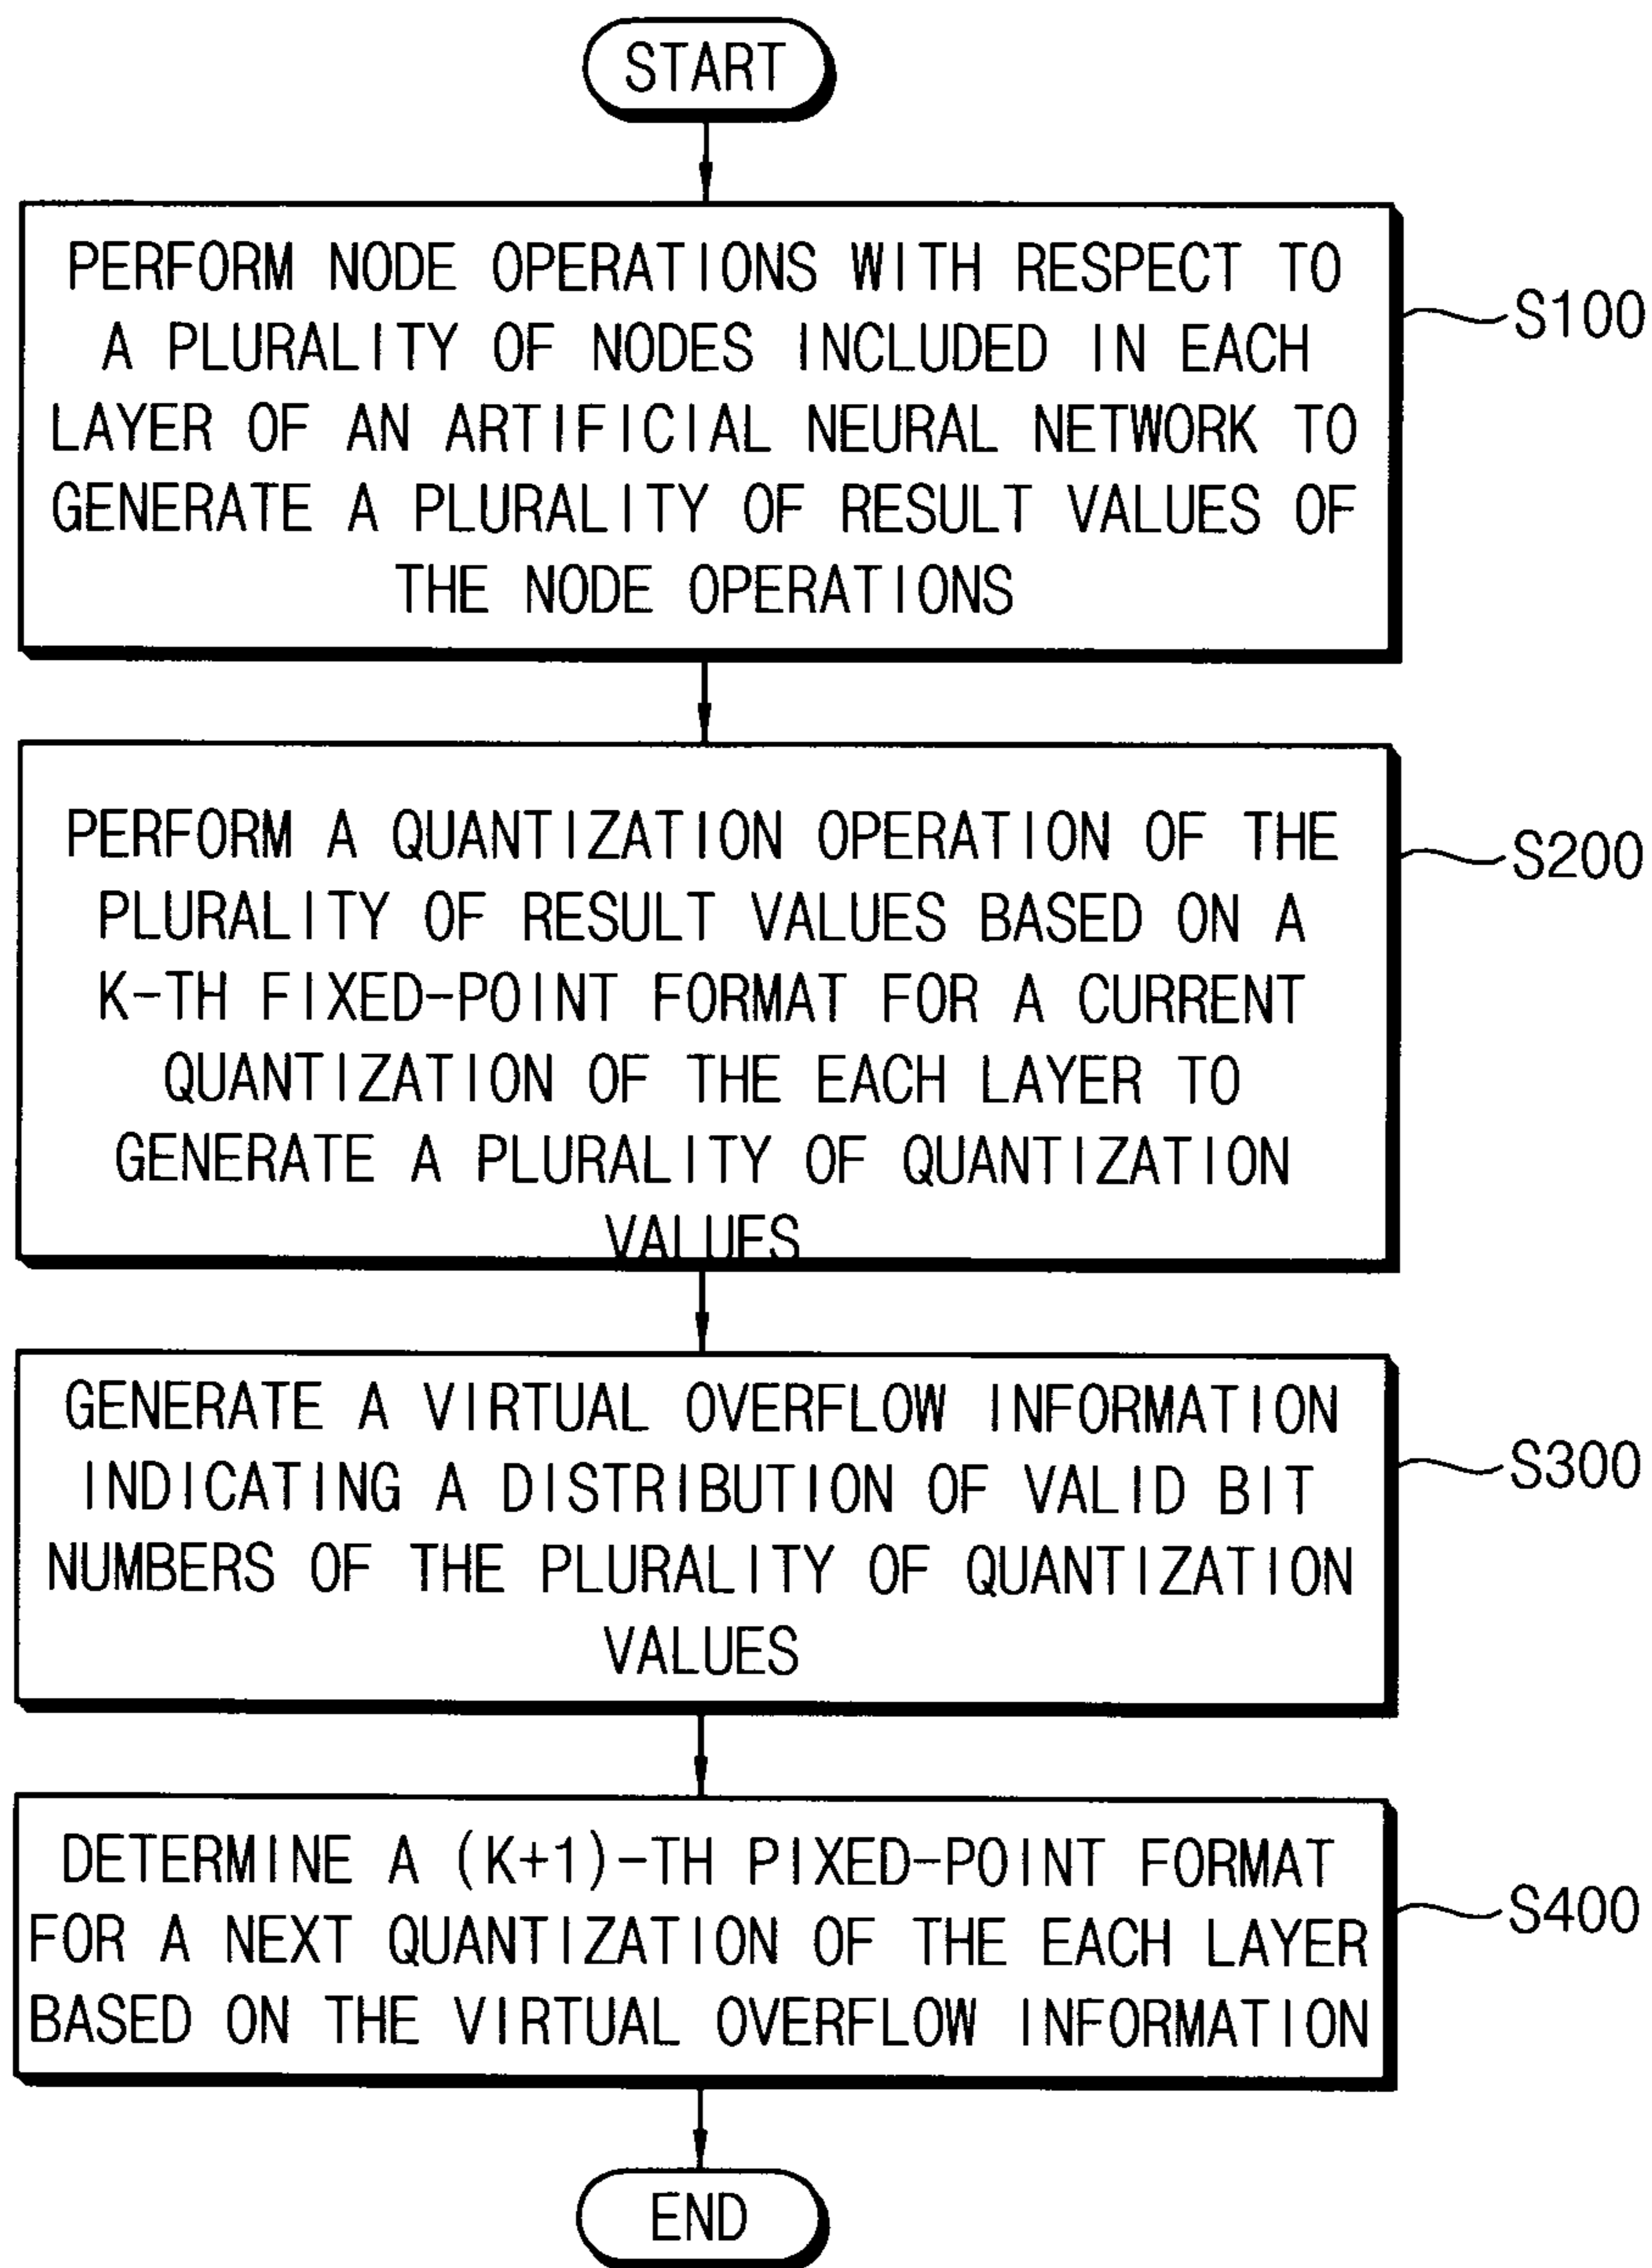 START
PERFORM NODE OPERATIONS WITH RESPECT TO
A PLURALITY OF NODES INCLUDED IN EACH
LAYER OF AN ARTIFICIAL NEURAL NETWORK TO
GENERATE A PLURALITY OF RESULT VALUES OF
THE NODE OPERATIONS
S100
PERFORM A QUANTIZATION OPERATION OF THE
PLURALITY OF RESULT VALUES BASED ON A
K-TH FIXED-POINT FORMAT FOR A CURRENT
QUANTIZATION OF THE EACH LAYER TO
GENERATE A PLURALITY OF QUANTIZATION
VALUES
S200
GENERATE A VIRTUAL OVERFLOW INFORMATION
INDICATING A DISTRIBUTION OF VALID BIT
NUMBERS OF THE PLURALITY OF QUANTIZATION
VALUES
S300
DETERMINE A (K+1)-TH PIXED-POINT FORMAT
FOR A NEXT QUANTIZATION OF THE EACH LAYER
BASED ON THE VIRTUAL OVERFLOW INFORMATION
S400
END